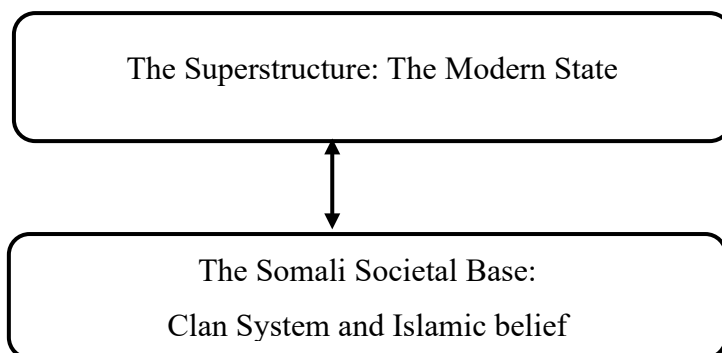 The Superstructure: The Modern State
The Somali Societal Base:
Clan System and Islamic belief